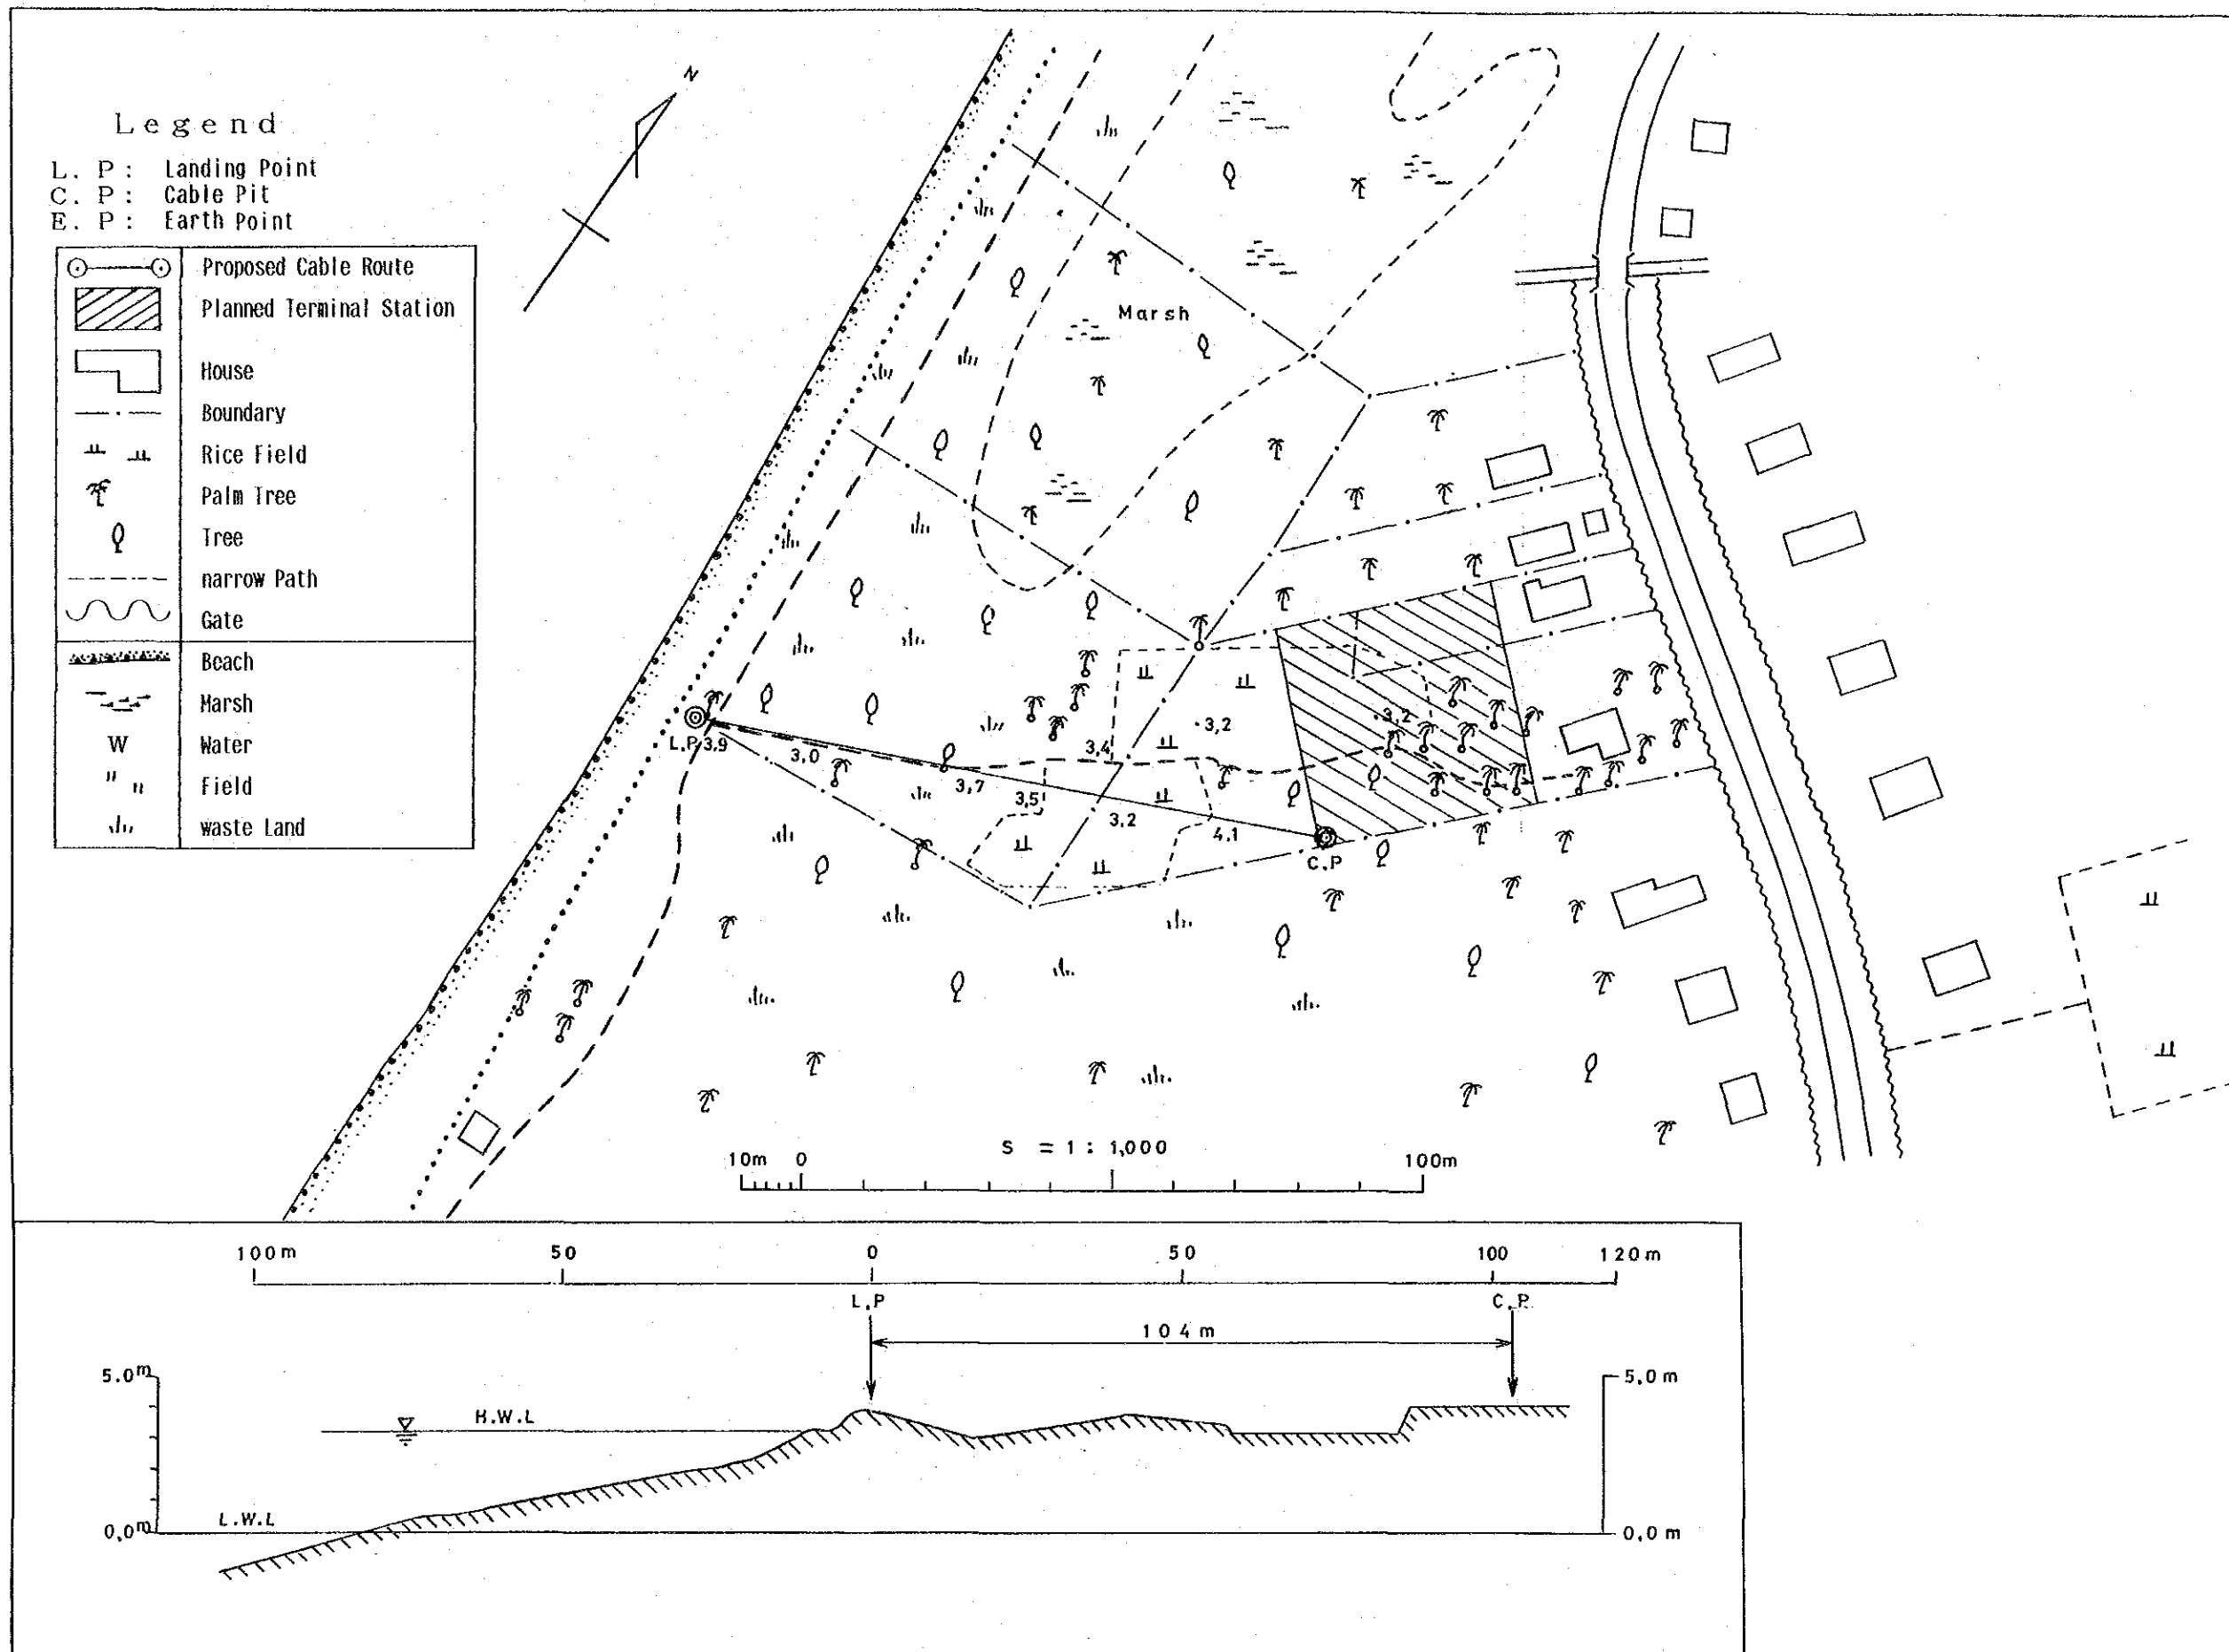 N
Legend
L. P : Landing Point
C. P : Cable Pit
E. P : Earth Point
Proposed Cable Route
Planned Terminal Station
House
Boundary
Rice Field
Palm Tree
Tree
narrow Path
Gate
Beach
Marsh
W Water
Field
waste Land
Marsh
3,2
3,2
L.P 3,9
3,0
3,4
3,7
3,5
3,2
4,1
C.P
S = 1 : 1,000
10m 0 100m
100m 50 0 50 100 120m
L.P C.P.
104m
5.0m 5,0m
H.W.L
L.W.L
0,0m 0,0m